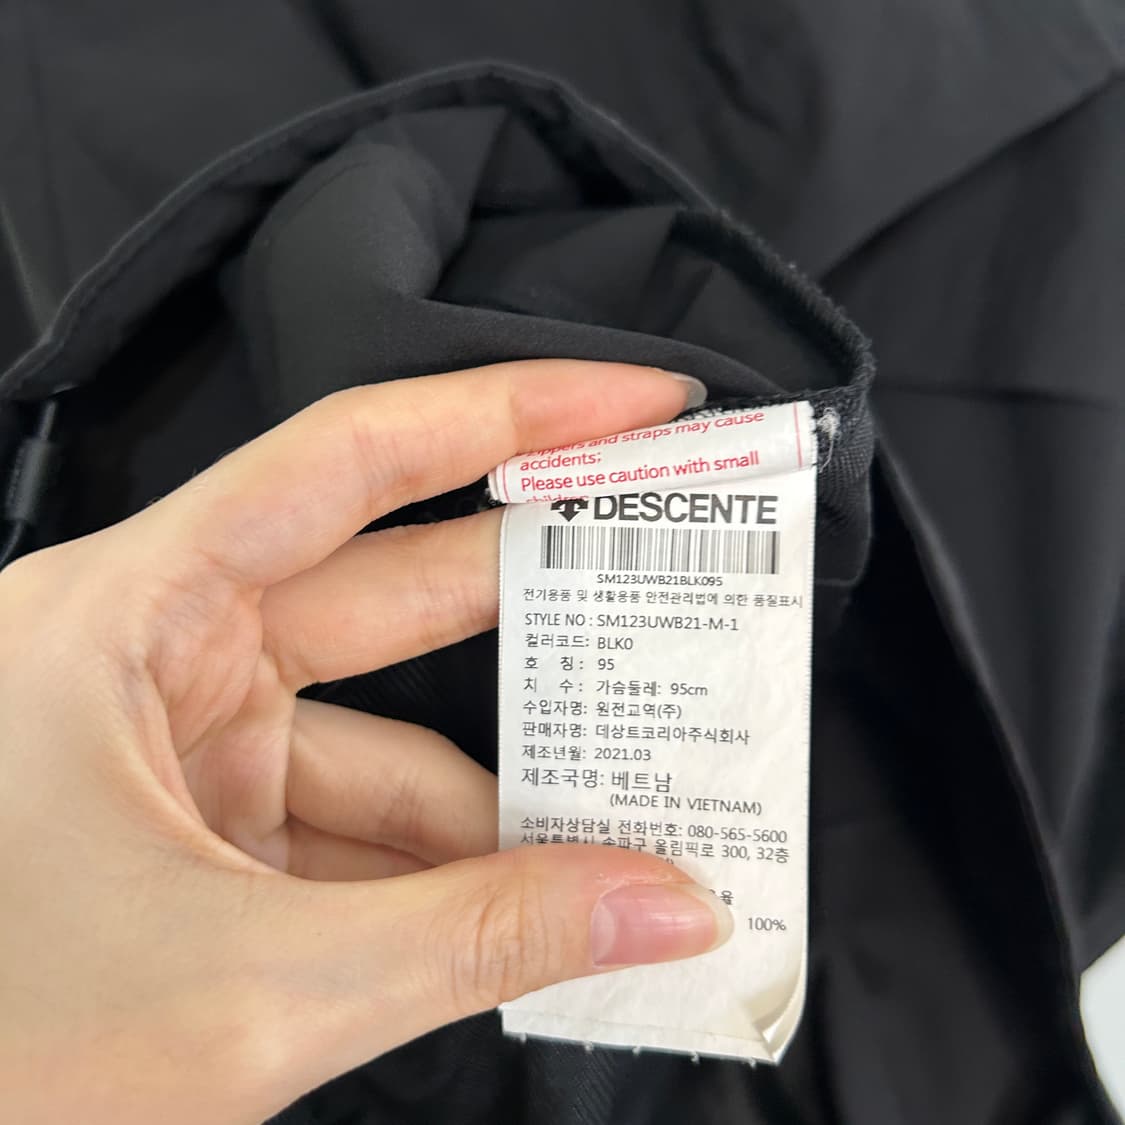 zippers and straps may cause
accidents;
Please use caution with small
children
DESCENTE
SM123UWB21BLK095
전기용품 및 생활용품 안전관리법에 의한 품질표시
STYLE NO : SM123UWB21-M-1
컬러코드: BLK0
호 칭 : 95
치 수 : 가슴둘레: 95cm
수입자명: 원전교역(주)
판매자명: 데상트코리아주식회사
제조년월: 2021.03
제조국명: 베트남
(MADE IN VIETNAM)
소비자상담실 전화번호: 080-565-5600
서울특별시 송파구 올림픽로 300, 32층
100%